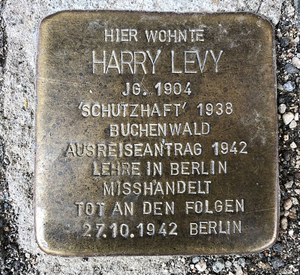 HIER WOHNTE
HARRY LEVY
JG. 1904
'SCHUTZHAFT' 1938
BUCHENWALD
AUSREISEANTRAG 1942
LEHRE IN BERLIN
MISSHANDELT
TOT AN DEN FOLGEN
27.10.1942 BERLIN